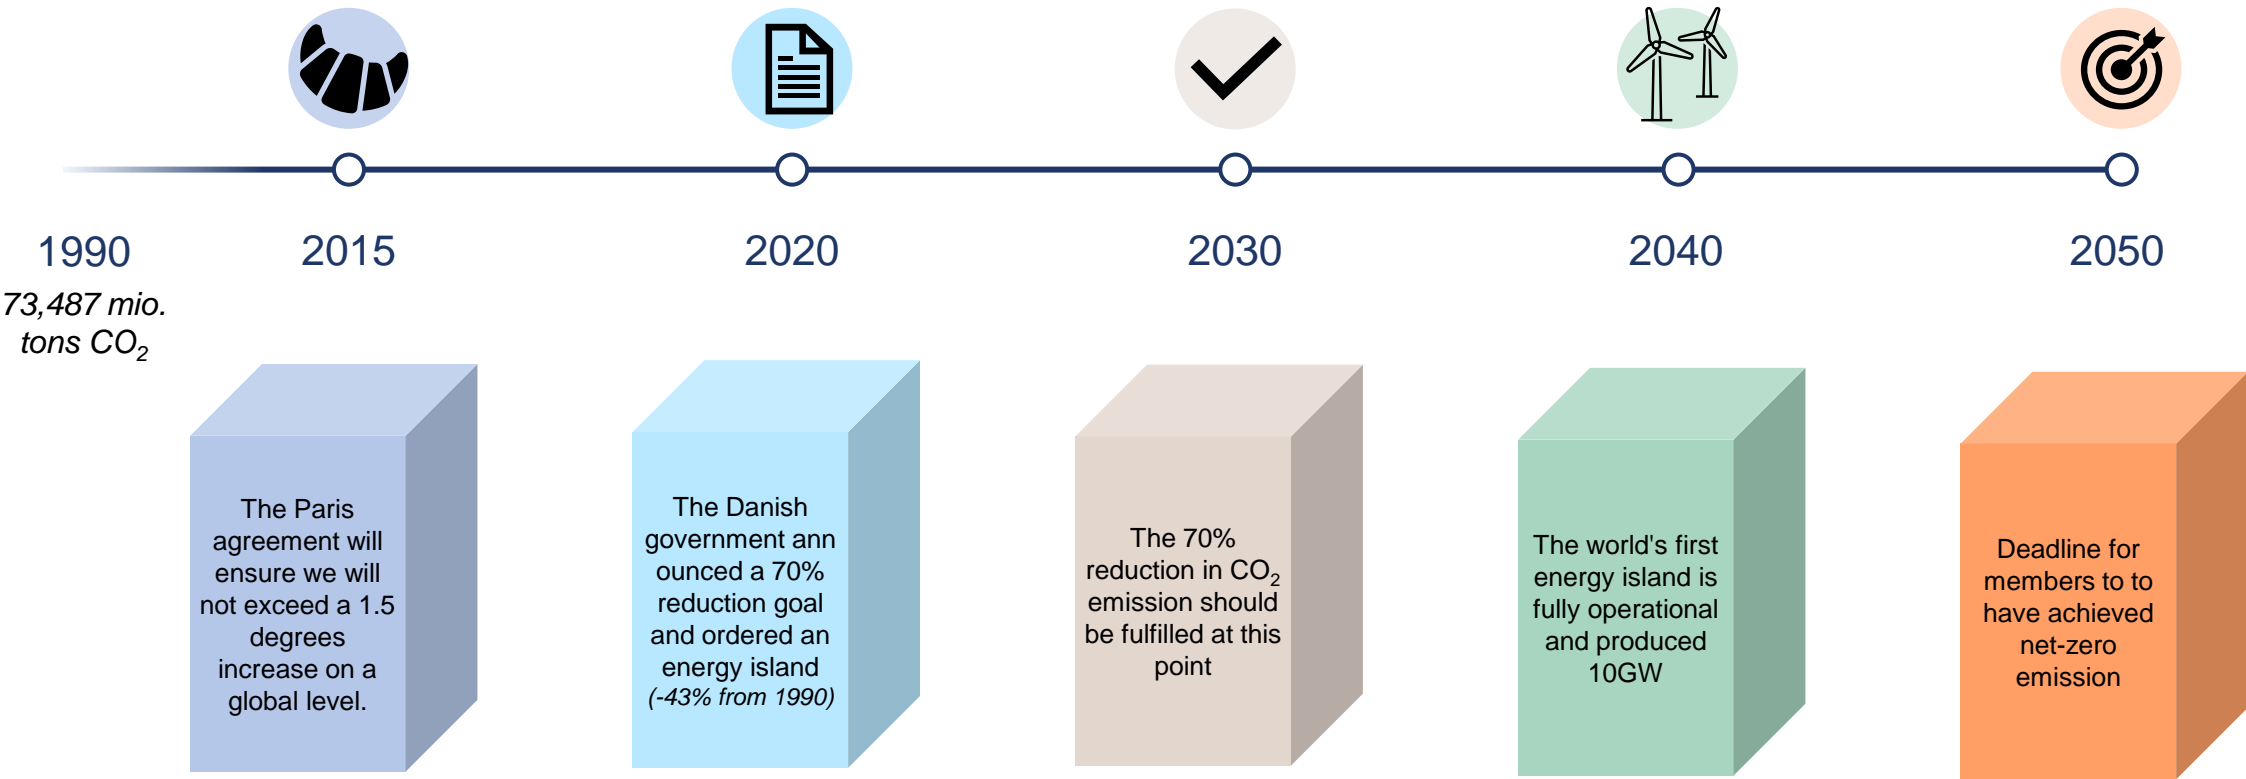 1990
73,487 mio.
tons CO₂
2015
2020
2030
2040
2050
The Paris
agreement will
ensure we will
not exceed a 1.5
degrees
increase on a
global level.
The Danish
government ann
ounced a 70%
reduction goal
and ordered an
energy island
(-43% from 1990)
The 70%
reduction in CO₂
emission should
be fulfilled at this
point
The world's first
energy island is
fully operational
and produced
10GW
Deadline for
members to to
have achieved
net-zero
emission